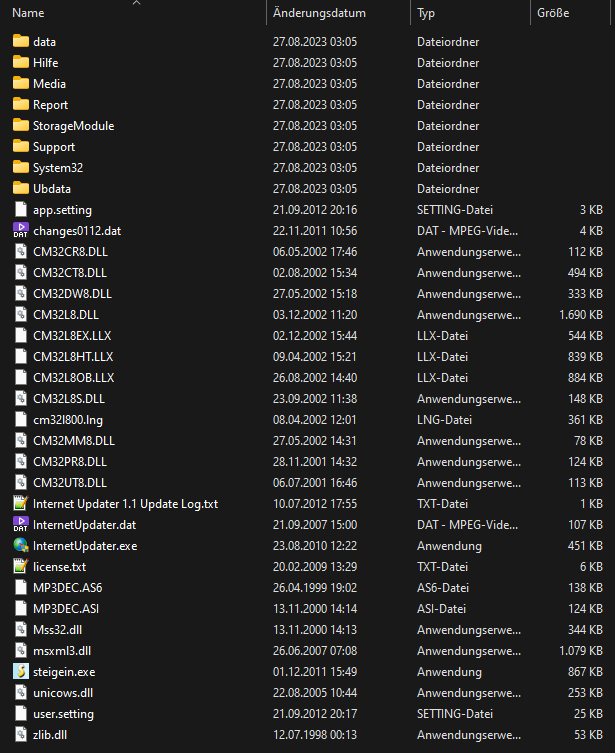 Name Änderungsdatum Typ Größe
data 27.08.2023 03:05 Dateiordner
Hilfe 27.08.2023 03:05 Dateiordner
Media 27.08.2023 03:05 Dateiordner
Report 27.08.2023 03:05 Dateiordner
StorageModule 27.08.2023 03:05 Dateiordner
Support 27.08.2023 03:05 Dateiordner
System32 27.08.2023 03:05 Dateiordner
Ubdata 27.08.2023 03:05 Dateiordner
app.setting 21.09.2012 20:16 SETTING-Datei 3 KB
DAT changes0112.dat 22.11.2011 10:56 DAT - MPEG-Vide... 4 KB
CM32CR8.DLL 06.05.2002 17:46 Anwendungserwe... 112 KB
CM32CT8.DLL 02.08.2002 15:34 Anwendungserwe... 494 KB
CM32DW8.DLL 27.05.2002 15:18 Anwendungserwe... 333 KB
CM32L8.DLL 03.12.2002 11:20 Anwendungserwe... 1.690 KB
CM32L8EX.LLX 02.12.2002 15:44 LLX-Datei 544 KB
CM32L8HT.LLX 09.04.2002 15:21 LLX-Datei 839 KB
CM32L8OB.LLX 26.08.2002 14:40 LLX-Datei 884 KB
CM32L8S.DLL 23.09.2002 11:38 Anwendungserwe... 148 KB
cm32l800.lng 08.04.2002 12:01 LNG-Datei 361 KB
CM32MM8.DLL 27.05.2002 14:31 Anwendungserwe... 78 KB
CM32PR8.DLL 28.11.2001 14:32 Anwendungserwe... 124 KB
CM32UT8.DLL 06.07.2001 16:46 Anwendungserwe... 113 KB
Internet Updater 1.1 Update Log.txt 10.07.2012 17:55 TXT-Datei 1 KB
DAT InternetUpdater.dat 21.09.2007 15:00 DAT - MPEG-Vide... 107 KB
InternetUpdater.exe 23.08.2010 12:22 Anwendung 451 KB
license.txt 20.02.2009 13:29 TXT-Datei 6 KB
MP3DEC.AS6 26.04.1999 19:02 AS6-Datei 138 KB
MP3DEC.ASI 13.11.2000 14:14 ASI-Datei 124 KB
Mss32.dll 13.11.2000 14:13 Anwendungserwe... 344 KB
msxml3.dll 26.06.2007 07:08 Anwendungserwe... 1.079 KB
steigein.exe 01.12.2011 15:49 Anwendung 867 KB
unicows.dll 22.08.2005 10:44 Anwendungserwe... 253 KB
user.setting 21.09.2012 20:17 SETTING-Datei 25 KB
zlib.dll 12.07.1998 00:13 Anwendungserwe... 53 KB